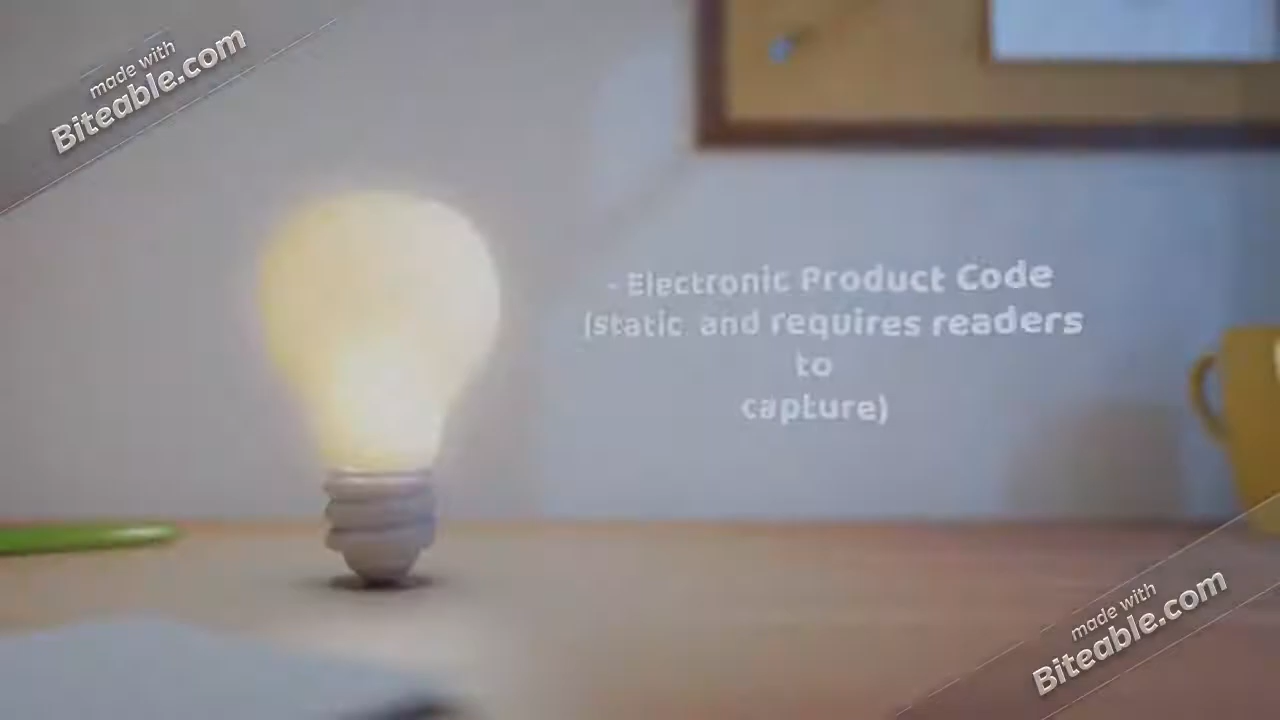 made with
Biteable.com
- Electronic Product Code
(static and requires readers
to
capture)
made with
Biteable.com